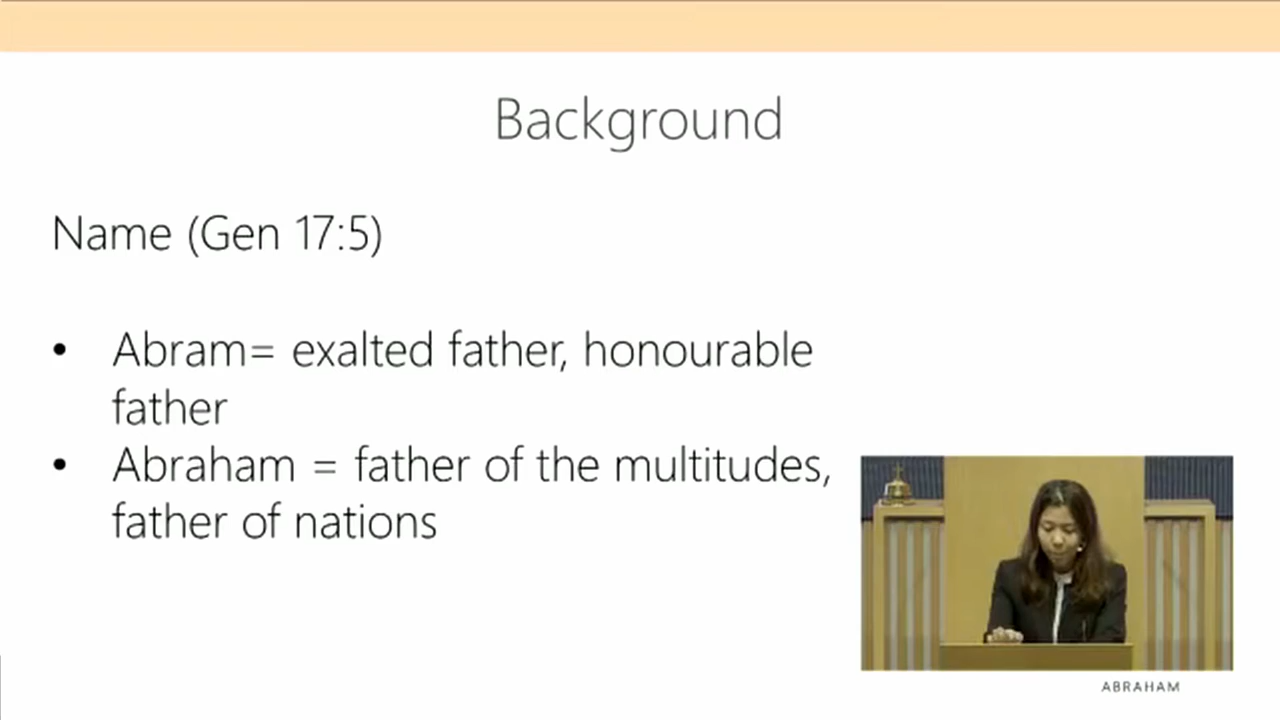 Background
Name (Gen 17:5)
• Abram= exalted father, honourable
father
• Abraham = father of the multitudes,
father of nations
ABRAHAM